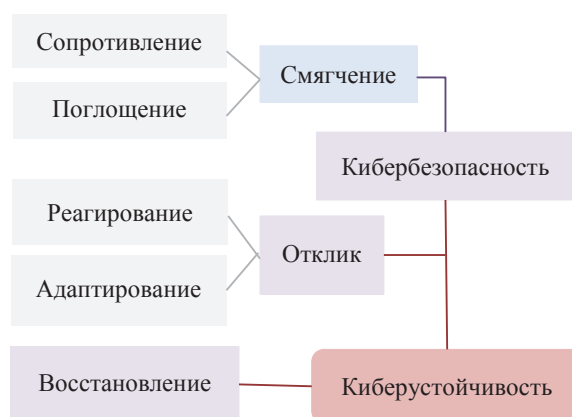 Сопротивление
Смягчение
Поглощение
Кибербезопасность
Реагирование
Отклик
Адаптирование
Восстановление
Киберустойчивость